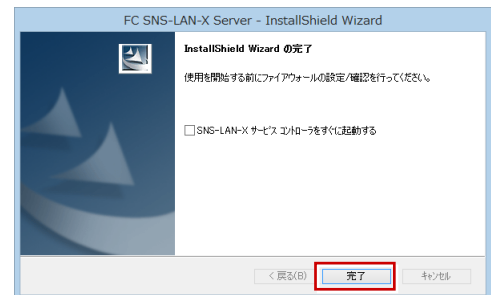 FC SNS-LAN-X Server - InstallShield Wizard
InstallShield Wizard の完了
使用を開始する前にファイアウォールの設定/確認を行ってください。
SNS-LAN-X サービス コントローラをすぐに起動する
< 戻る(B)
完了
キャンセル